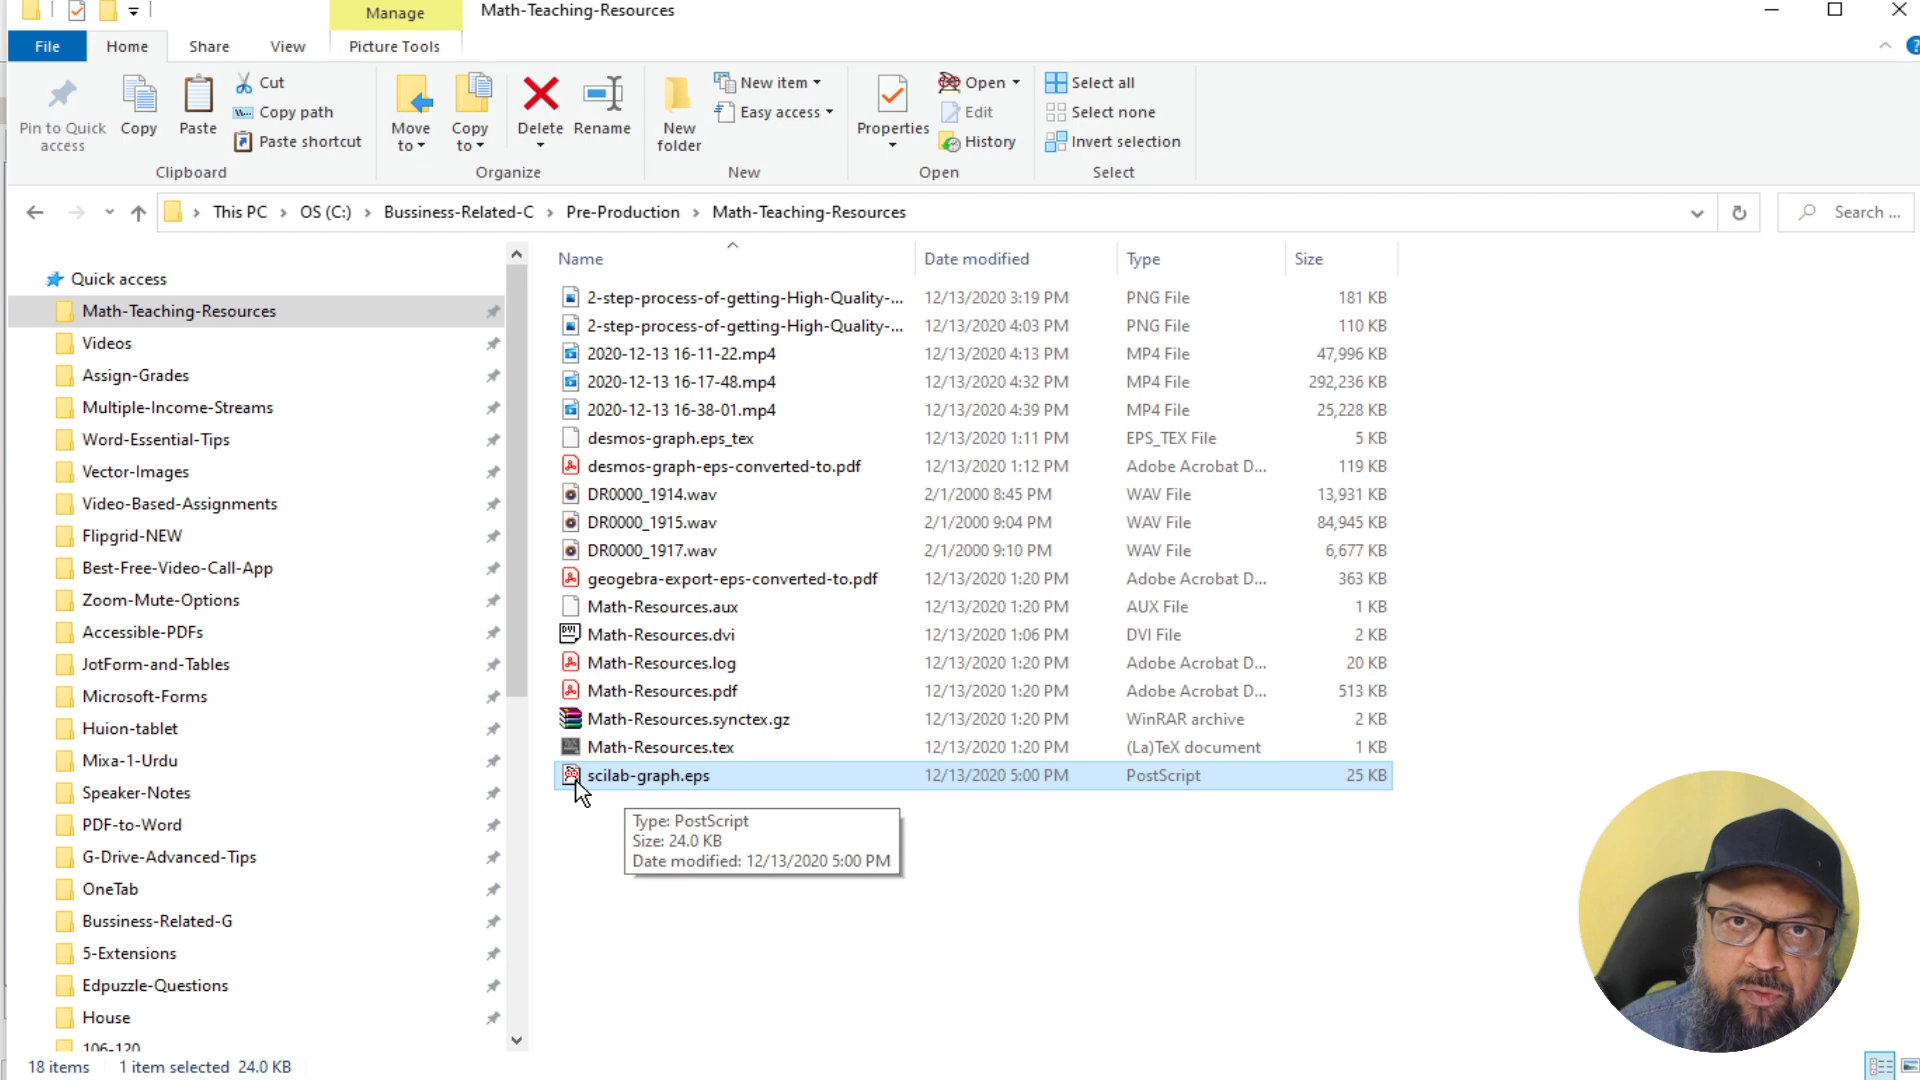 Manage
Math-Teaching-Resources
File
Home
Share
View
Picture Tools
Pin to Quick access
Copy
Paste
Cut
Copy path
Paste shortcut
Clipboard
Move to
Copy to
Delete
Rename
Organize
New folder
New item
Easy access
New
Properties
Open
Edit
History
Open
Select all
Select none
Invert selection
Select
This PC
OS (C:)
Bussiness-Related-C
Pre-Production
Math-Teaching-Resources
Search ...
Quick access
Math-Teaching-Resources
Videos
Assign-Grades
Multiple-Income-Streams
Word-Essential-Tips
Vector-Images
Video-Based-Assignments
Flipgrid-NEW
Best-Free-Video-Call-App
Zoom-Mute-Options
Accessible-PDFs
JotForm-and-Tables
Microsoft-Forms
Huion-tablet
Mixa-1-Urdu
Speaker-Notes
PDF-to-Word
G-Drive-Advanced-Tips
OneTab
Bussiness-Related-G
5-Extensions
Edpuzzle-Questions
House
106-120
Name Date modified Type Size
2-step-process-of-getting-High-Quality-... 12/13/2020 3:19 PM PNG File 181 KB
2-step-process-of-getting-High-Quality-... 12/13/2020 4:03 PM PNG File 110 KB
2020-12-13 16-11-22.mp4 12/13/2020 4:13 PM MP4 File 47,996 KB
2020-12-13 16-17-48.mp4 12/13/2020 4:32 PM MP4 File 292,236 KB
2020-12-13 16-38-01.mp4 12/13/2020 4:39 PM MP4 File 25,228 KB
desmos-graph.eps_tex 12/13/2020 1:11 PM EPS_TEX File 5 KB
desmos-graph-eps-converted-to.pdf 12/13/2020 1:12 PM Adobe Acrobat D... 119 KB
DR0000_1914.wav 2/1/2000 8:45 PM WAV File 13,931 KB
DR0000_1915.wav 2/1/2000 9:04 PM WAV File 84,945 KB
DR0000_1917.wav 2/1/2000 9:10 PM WAV File 6,677 KB
geogebra-export-eps-converted-to.pdf 12/13/2020 1:20 PM Adobe Acrobat D... 363 KB
Math-Resources.aux 12/13/2020 1:20 PM AUX File 1 KB
Math-Resources.dvi 12/13/2020 1:06 PM DVI File 2 KB
Math-Resources.log 12/13/2020 1:20 PM Adobe Acrobat D... 20 KB
Math-Resources.pdf 12/13/2020 1:20 PM Adobe Acrobat D... 513 KB
Math-Resources.synctex.gz 12/13/2020 1:20 PM WinRAR archive 2 KB
Math-Resources.tex 12/13/2020 1:20 PM (La)TeX document 1 KB
scilab-graph.eps 12/13/2020 5:00 PM PostScript 25 KB
Type: PostScript
Size: 24.0 KB
Date modified: 12/13/2020 5:00 PM
18 items 1 item selected 24.0 KB